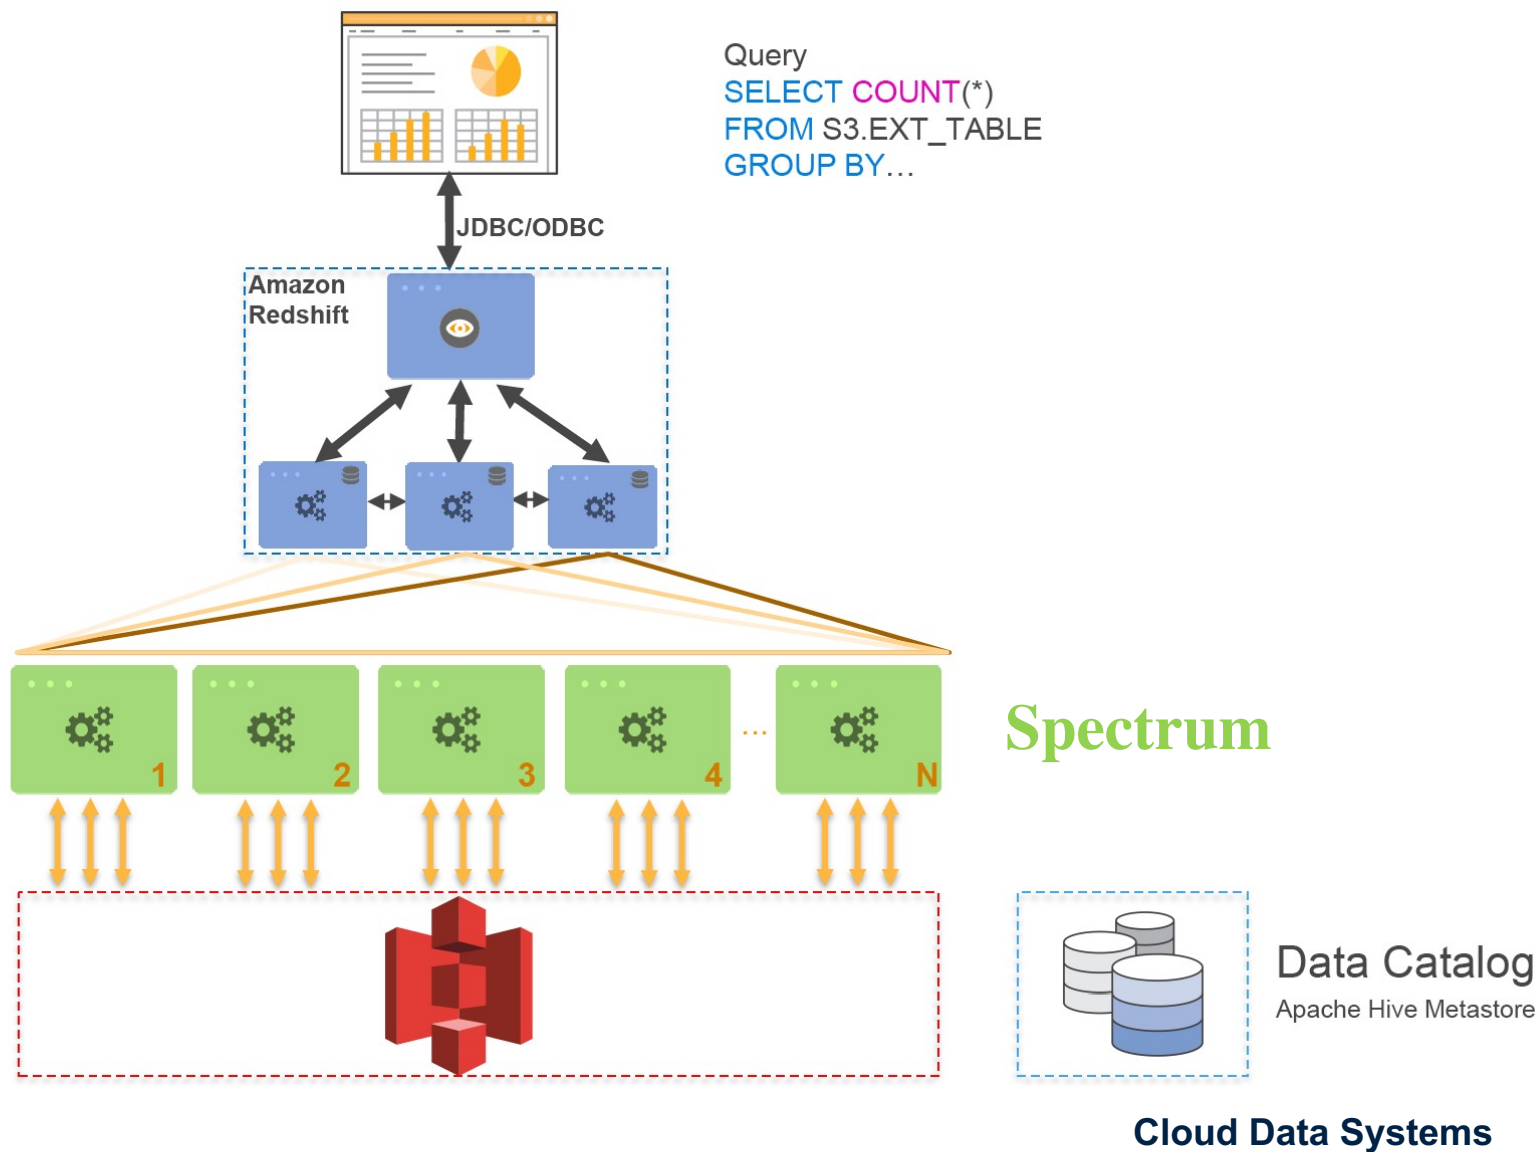 Query
SELECT COUNT(*)
FROM S3.EXT_TABLE
GROUP BY…
JDBC/ODBC
Amazon
Redshift
1
2
3
4
...
N
Spectrum
Data Catalog
Apache Hive Metastore
Cloud Data Systems